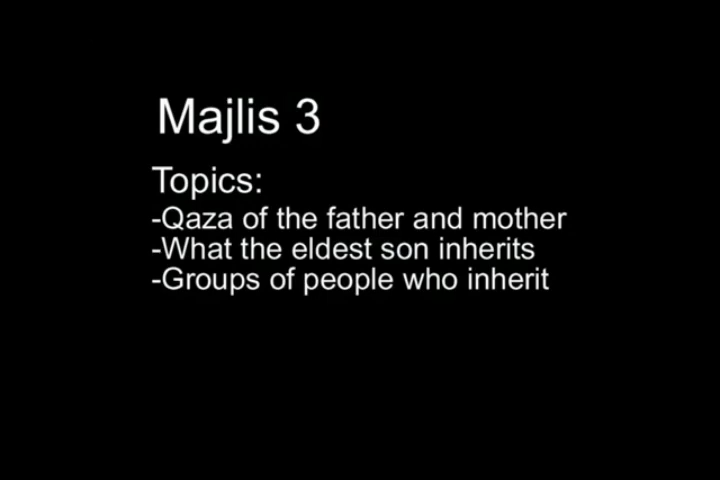 Majlis 3
Topics:
-Qaza of the father and mother
-What the eldest son inherits
-Groups of people who inherit